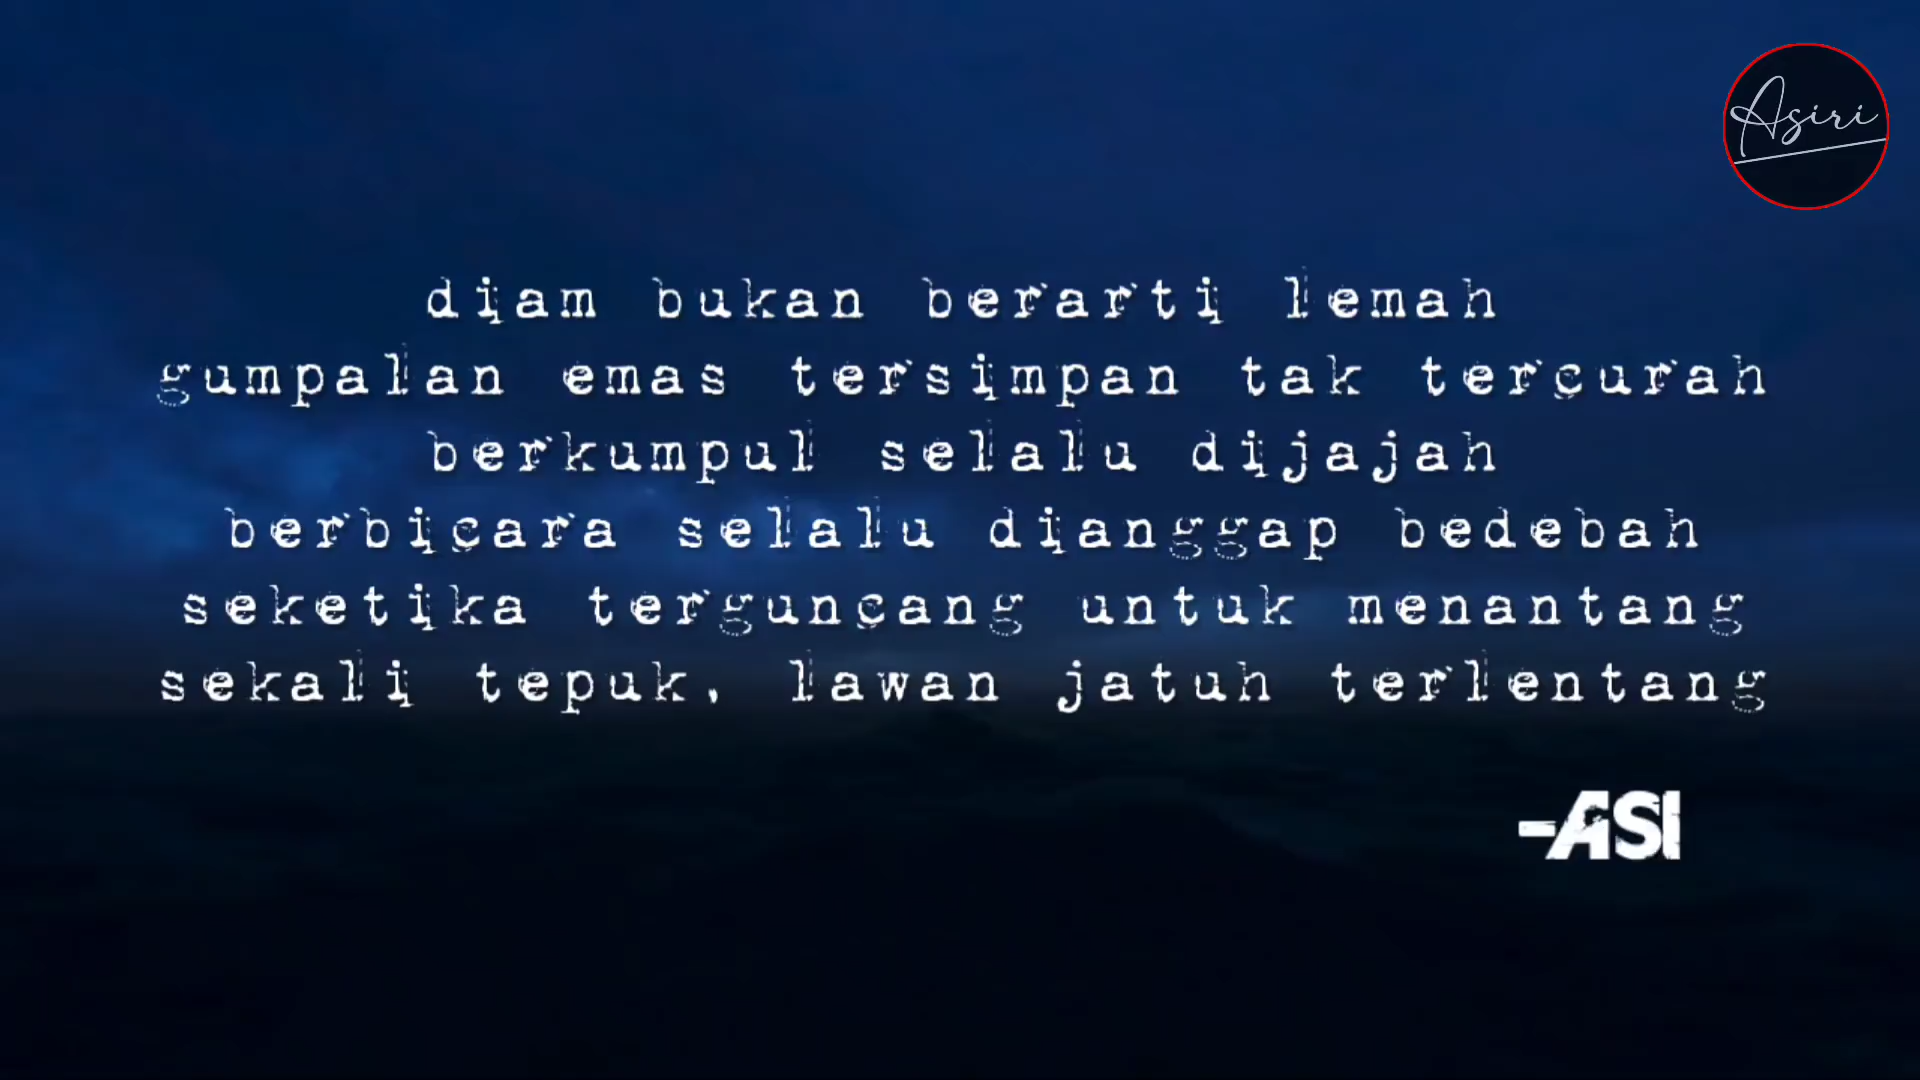 Asiri
diam bukan berarti lemah
gumpalan emas tersimpan tak tercurah
berkumpul selalu dijajah
berbicara selalu dianggap bedebah
seketika terguncang untuk menantang
sekali tepuk, lawan jatuh terlentang
-ASI